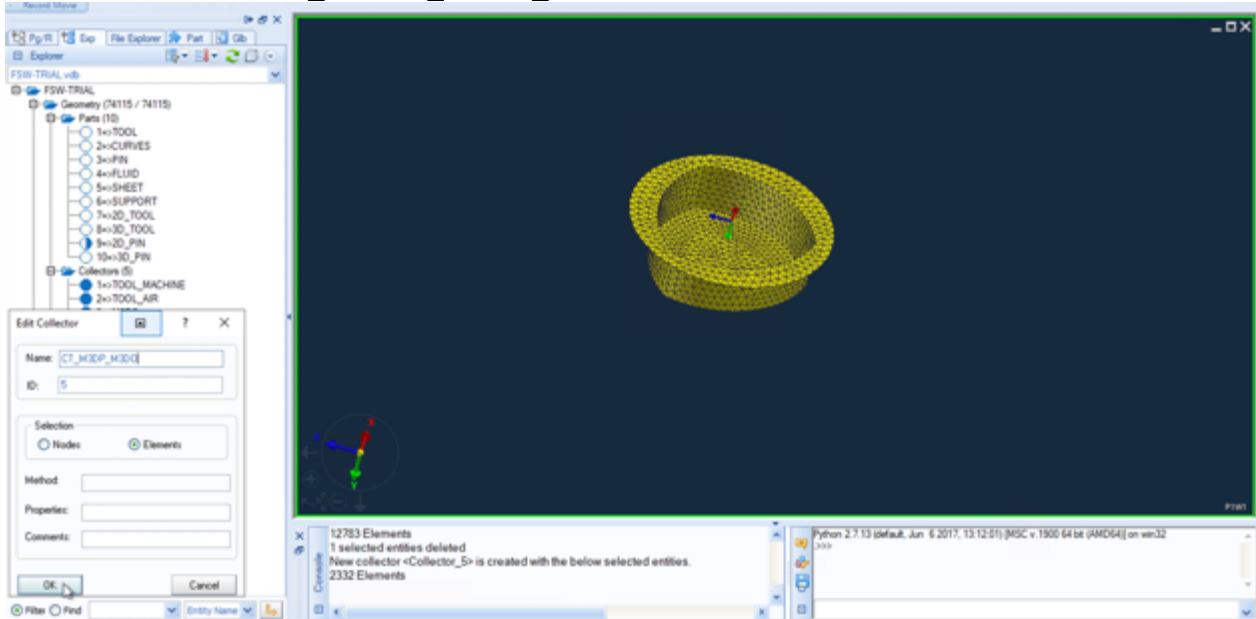 Record Movie
Pg/R Exp File Explorer Part Glb
Explorer
FSW-TRIAL.vdb
FSW-TRIAL
Geometry (74115 / 74115)
Parts (10)
1<>TOOL
2<>CURVES
3<>PIN
4<>FLUID
5<>SHEET
6<>SUPPORT
7<>2D_TOOL
8<>3D_TOOL
9<>2D_PIN
10<>3D_PIN
Collectors (5)
1<>TOOL_MACHINE
2<>TOOL_AIR
Edit Collector ? X
Name: CT_M3DP_M3DO
ID: 5
Selection
Nodes Elements
Method:
Properties:
Comments:
OK Cancel
Filter Find Entity Name
X
Y
P1W1
Console
12783 Elements
1 selected entities deleted
New collector <Collector_5> is created with the below selected entities.
2332 Elements
Python 2.7.13 (default, Jun 6 2017, 13:12:01) [MSC v.1900 64 bit (AMD64)] on win32
>>>